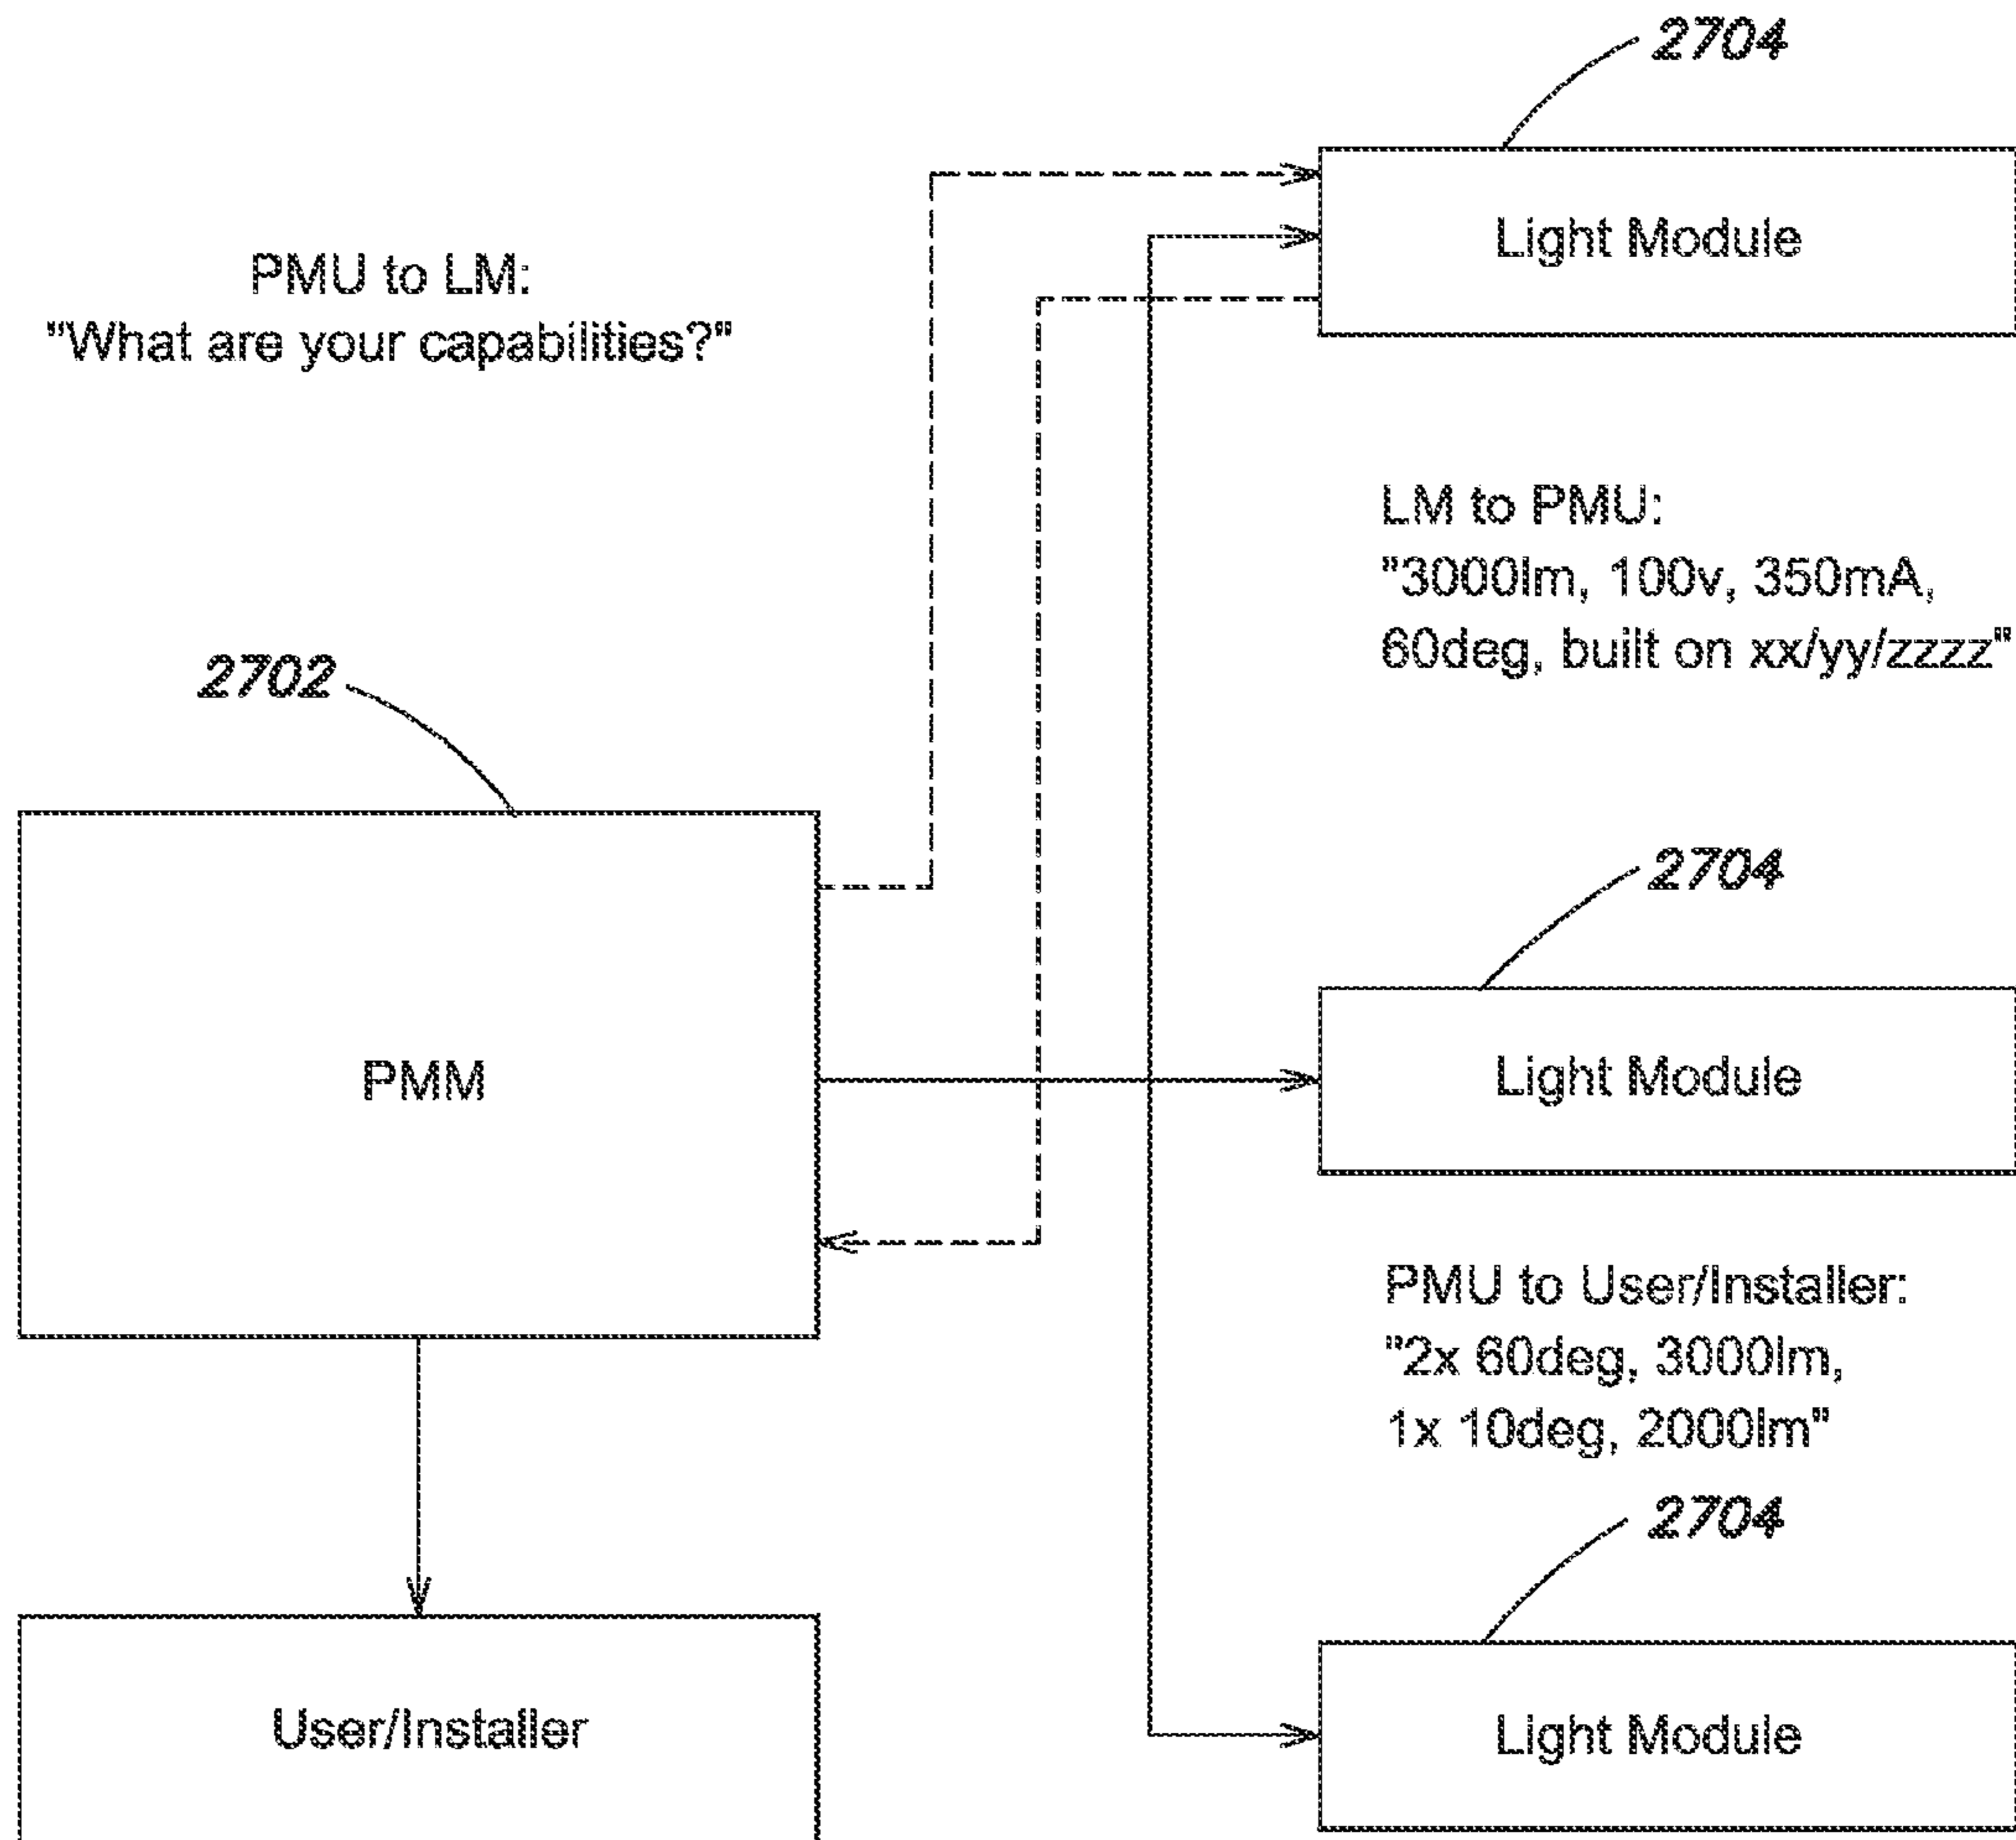 2704
Light Module
PMU to LM:
"What are your capabilities?"
LM to PMU:
"3000lm, 100v, 350mA,
60deg, built on xx/yy/zzzz"
2702
2704
PMM
Light Module
PMU to User/Installer:
"2x 60deg, 3000lm,
1x 10deg, 2000lm"
2704
User/Installer
Light Module